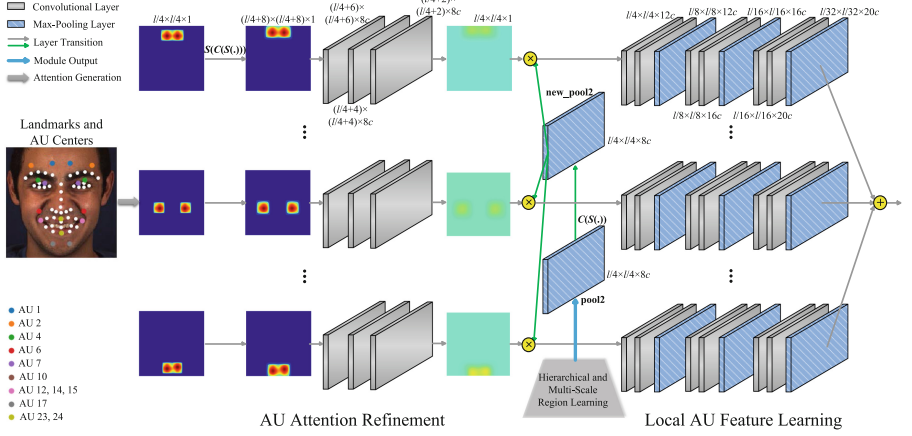 Convolutional Layer
Max-Pooling Layer
Layer Transition
Module Output
Attention Generation
l/4×l/4×1
(l/4+8)×(l/4+8)×1
(l/4+6)×
(l/4+6)×8c
(l/4+2)×
(l/4+2)×8c
l/4×l/4×1
l/4×l/4×12c
l/8×l/8×12c
l/16×l/16×16c
l/32×l/32×20c
S(C(S(.)))
(l/4+4)×
(l/4+4)×8c
new_pool2
l/8×l/8×16c
l/16×l/16×20c
Landmarks and
AU Centers
l/4×l/4×8c
C(S(.))
l/4×l/4×8c
pool2
AU 1
AU 2
AU 4
AU 6
AU 7
AU 10
AU 12, 14, 15
AU 17
AU 23, 24
Hierarchical and
Multi-Scale
Region Learning
AU Attention Refinement
Local AU Feature Learning